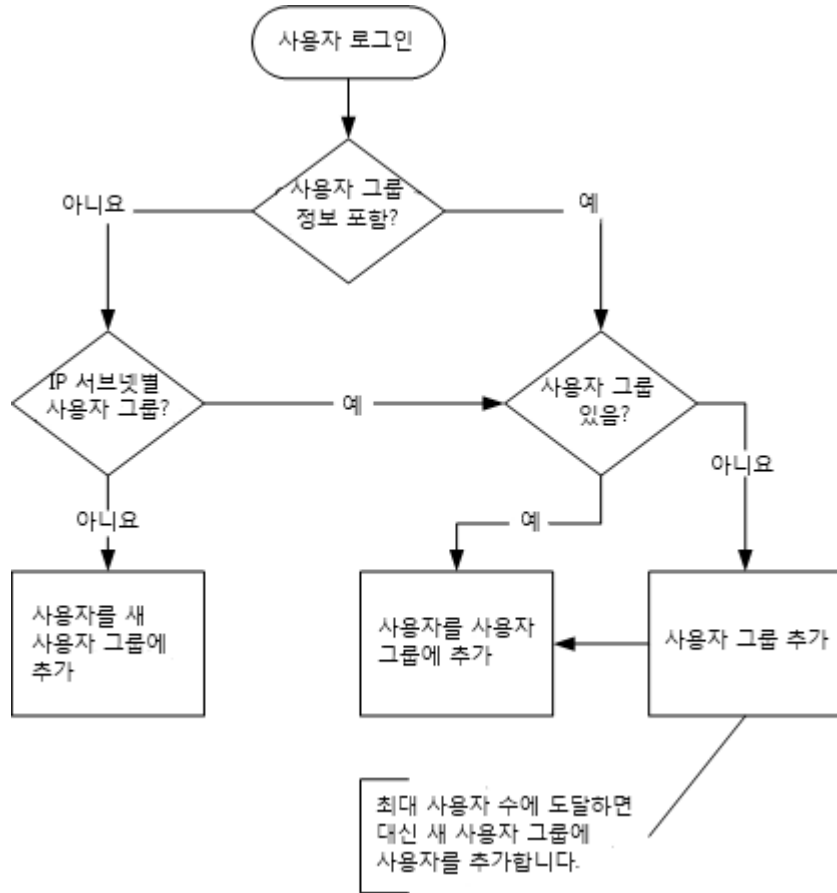 사용자 로그인
사용자 그룹
정보 포함?
아니요
예
IP 서브넷별
사용자 그룹?
예
사용자 그룹
있음?
아니요
아니요
예
사용자를 새
사용자 그룹에
추가
사용자를 사용자
그룹에 추가
사용자 그룹 추가
최대 사용자 수에 도달하면
대신 새 사용자 그룹에
사용자를 추가합니다.